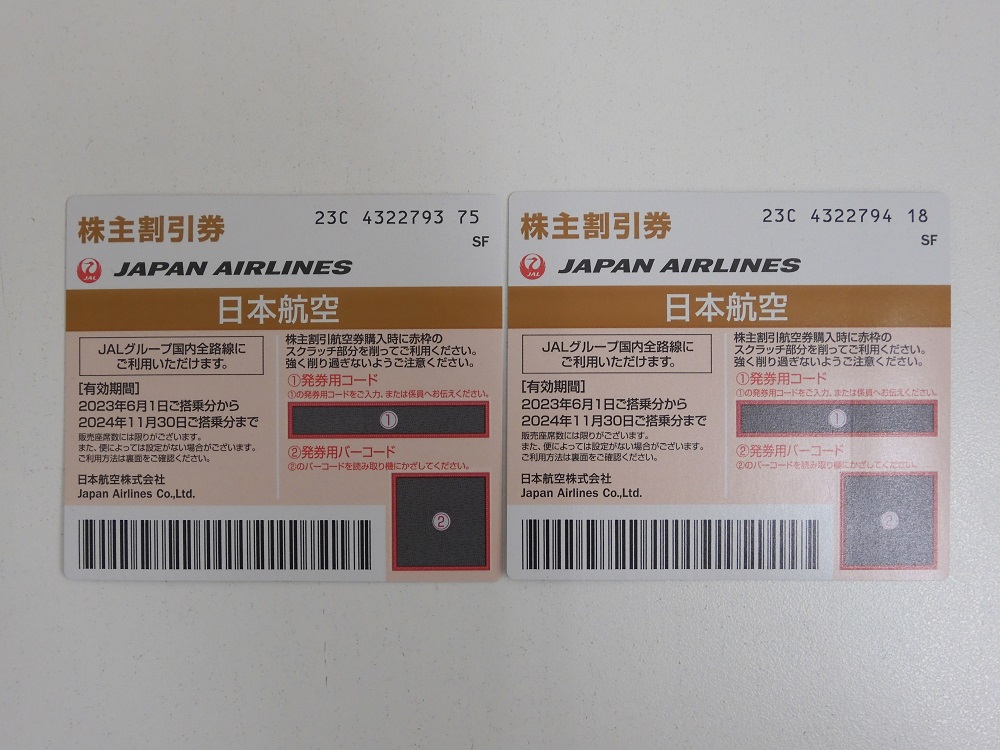 株主割引券
23C 4322793 75
SF
JAL
JAPAN AIRLINES
日本航空
JALグループ国内全路線に
ご利用いただけます。
[有効期間]
2023年6月1日ご搭乗分から
2024年11月30日ご搭乗分まで
販売座席数には限りがございます。
また、便によっては設定がない場合がございます。
ご利用方法は裏面をご確認ください。
日本航空株式会社
Japan Airlines Co.,Ltd.
株主割引航空券購入時に赤枠の
スクラッチ部分を削ってご利用ください。
強く削り過ぎないようご注意ください。
①発券用コード
①の発券用コードをご入力、または係員へお伝えください。
①
②発券用バーコード
②のバーコードを読み取り機にかざしてください。
②
株主割引券
23C 4322794 18
SF
JAL
JAPAN AIRLINES
日本航空
JALグループ国内全路線に
ご利用いただけます。
[有効期間]
2023年6月1日ご搭乗分から
2024年11月30日ご搭乗分まで
販売座席数には限りがございます。
また、便によっては設定がない場合がございます。
ご利用方法は裏面をご確認ください。
日本航空株式会社
Japan Airlines Co.,Ltd.
株主割引航空券購入時に赤枠の
スクラッチ部分を削ってご利用ください。
強く削り過ぎないようご注意ください。
①発券用コード
①の発券用コードをご入力、または係員へお伝えください。
①
②発券用バーコード
②のバーコードを読み取り機にかざしてください。
②